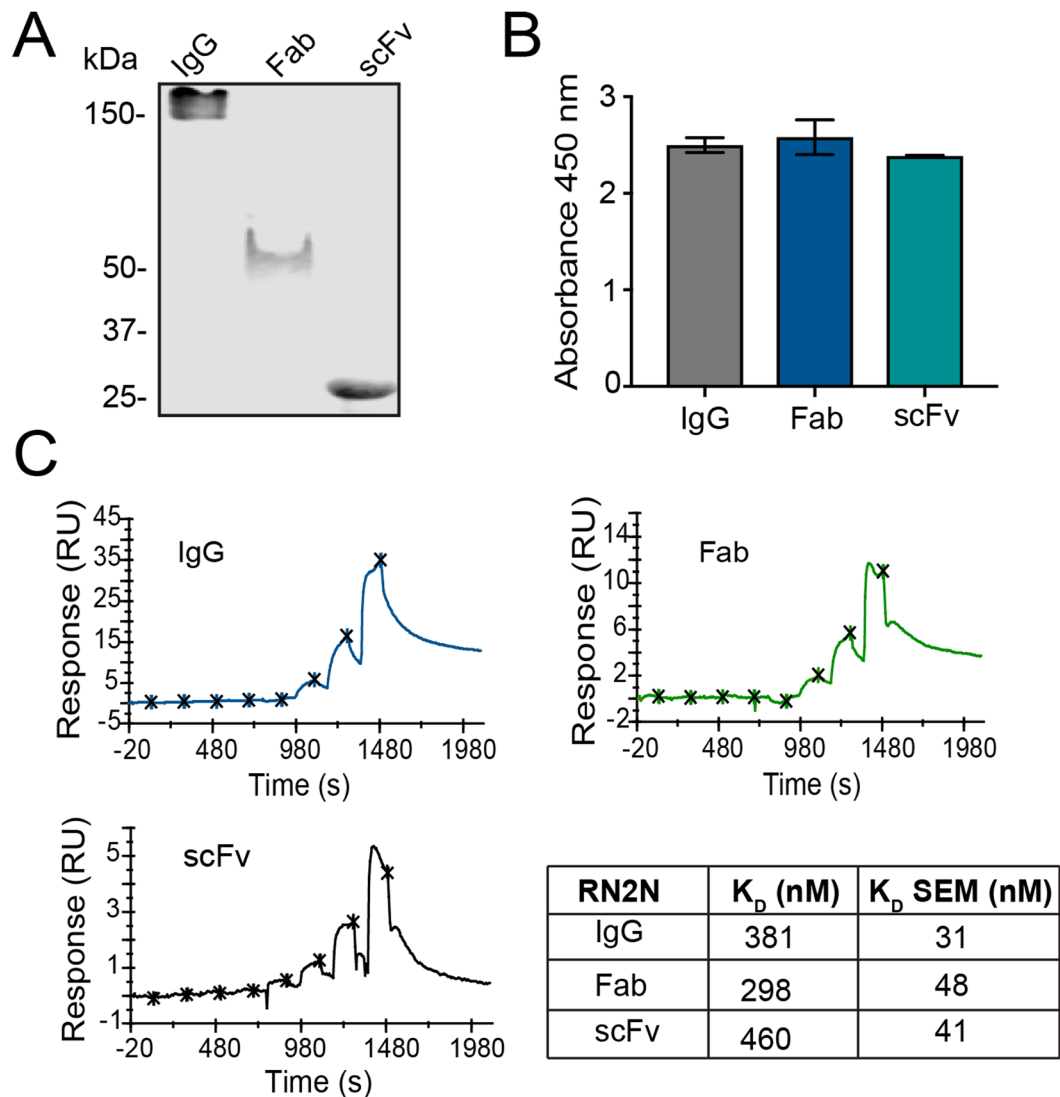 A
kDa
IgG
Fab
scFv
150-
50-
37-
25-
B
Absorbance 450 nm
3
2
1
0
IgG
Fab
scFv
C
Response (RU)
45
35
25
15
5
-5
IgG
-20 480 980 1480 1980
Time (s)
Response (RU)
14
10
6
2
-2
Fab
-20 480 980 1480 1980
Time (s)
Response (RU)
5
3
1
-1
scFv
-20 480 980 1480 1980
Time (s)
RN2N K_D (nM) K_D SEM (nM)
IgG 381 31
Fab 298 48
scFv 460 41